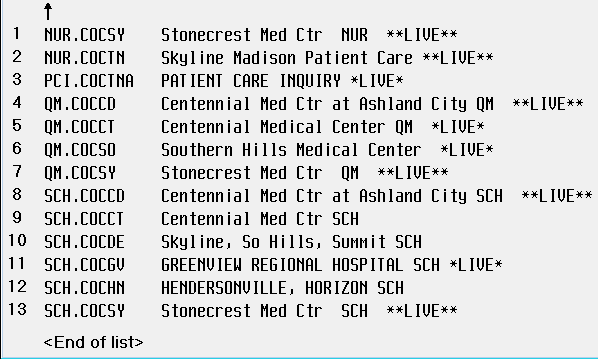 1 NUR.COCSY Stonecrest Med Ctr NUR **LIVE**
2 NUR.COCTN Skyline Madison Patient Care **LIVE**
3 PCI.COCTNA PATIENT CARE INQUIRY *LIVE*
4 QM.COCCD Centennial Med Ctr at Ashland City QM **LIVE**
5 QM.COCCT Centennial Medical Center QM *LIVE*
6 QM.COCSO Southern Hills Medical Center *LIVE*
7 QM.COCSY Stonecrest Med Ctr QM **LIVE**
8 SCH.COCCD Centennial Med Ctr at Ashland City SCH **LIVE**
9 SCH.COCCT Centennial Med Ctr SCH
10 SCH.COCDE Skyline, So Hills, Summit SCH
11 SCH.COCGV GREENVIEW REGIONAL HOSPITAL SCH *LIVE*
12 SCH.COCHN HENDERSONVILLE, HORIZON SCH
13 SCH.COCSY Stonecrest Med Ctr SCH **LIVE**
<End of list>